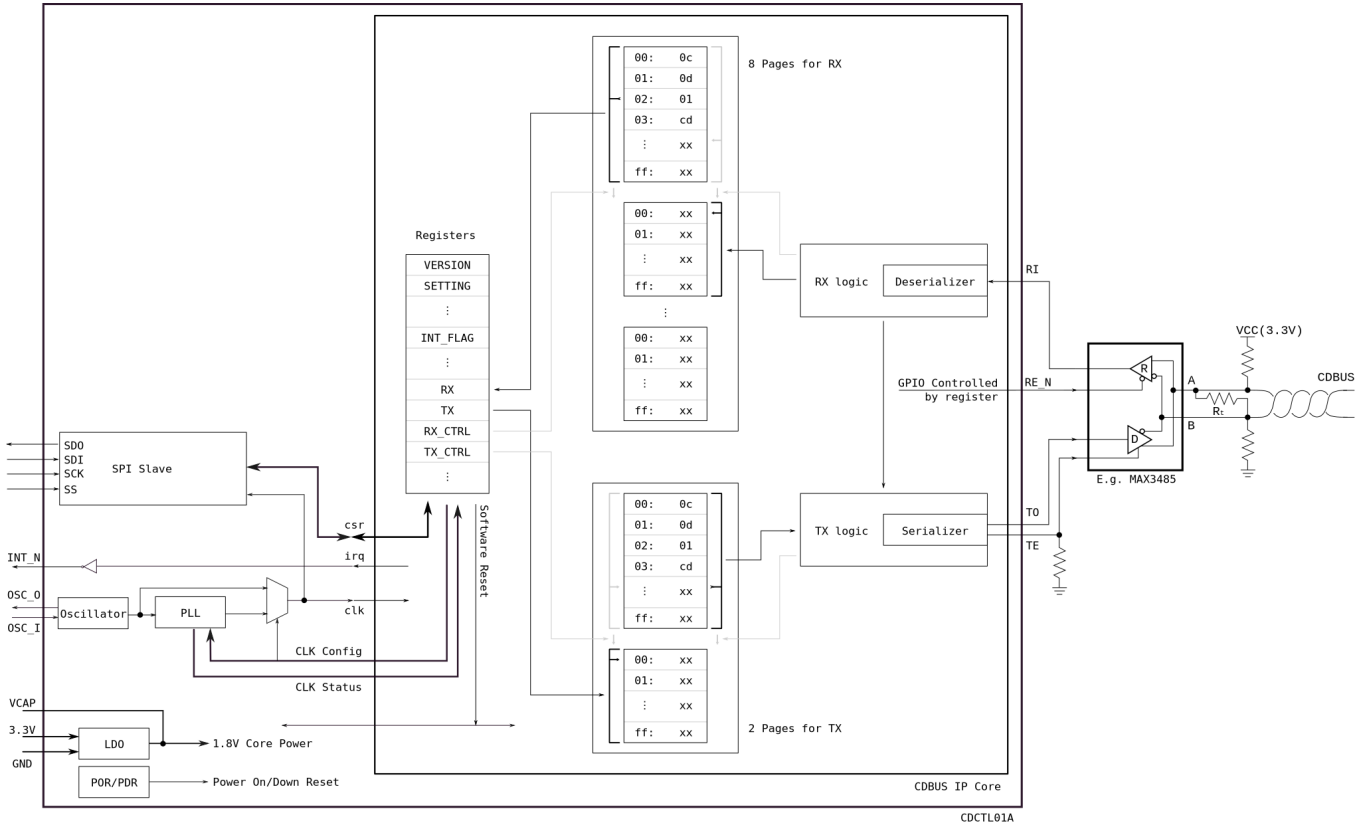 00: 0c
01: 0d
02: 01
03: cd
⋮ xx
ff: xx
8 Pages for RX
00: xx
01: xx
⋮ xx
ff: xx
⋮
00: xx
01: xx
⋮ xx
ff: xx
Registers
VERSION
SETTING
⋮
INT_FLAG
⋮
RX
TX
RX_CTRL
TX_CTRL
⋮
RX logic
Deserializer
RI
GPIO Controlled
by register
RE_N
VCC(3.3V)
CDBUS
R
D
A
B
Rt
E.g. MAX3485
SDO
SDI
SCK
SS
SPI Slave
csr
irq
clk
Software Reset
INT_N
OSC_O
OSC_I
Oscillator
PLL
CLK Config
CLK Status
00: 0c
01: 0d
02: 01
03: cd
⋮ xx
ff: xx
00: xx
01: xx
⋮ xx
ff: xx
2 Pages for TX
TX logic
Serializer
TO
TE
VCAP
3.3V
GND
LDO
1.8V Core Power
POR/PDR
Power On/Down Reset
CDBUS IP Core
CDCTL01A